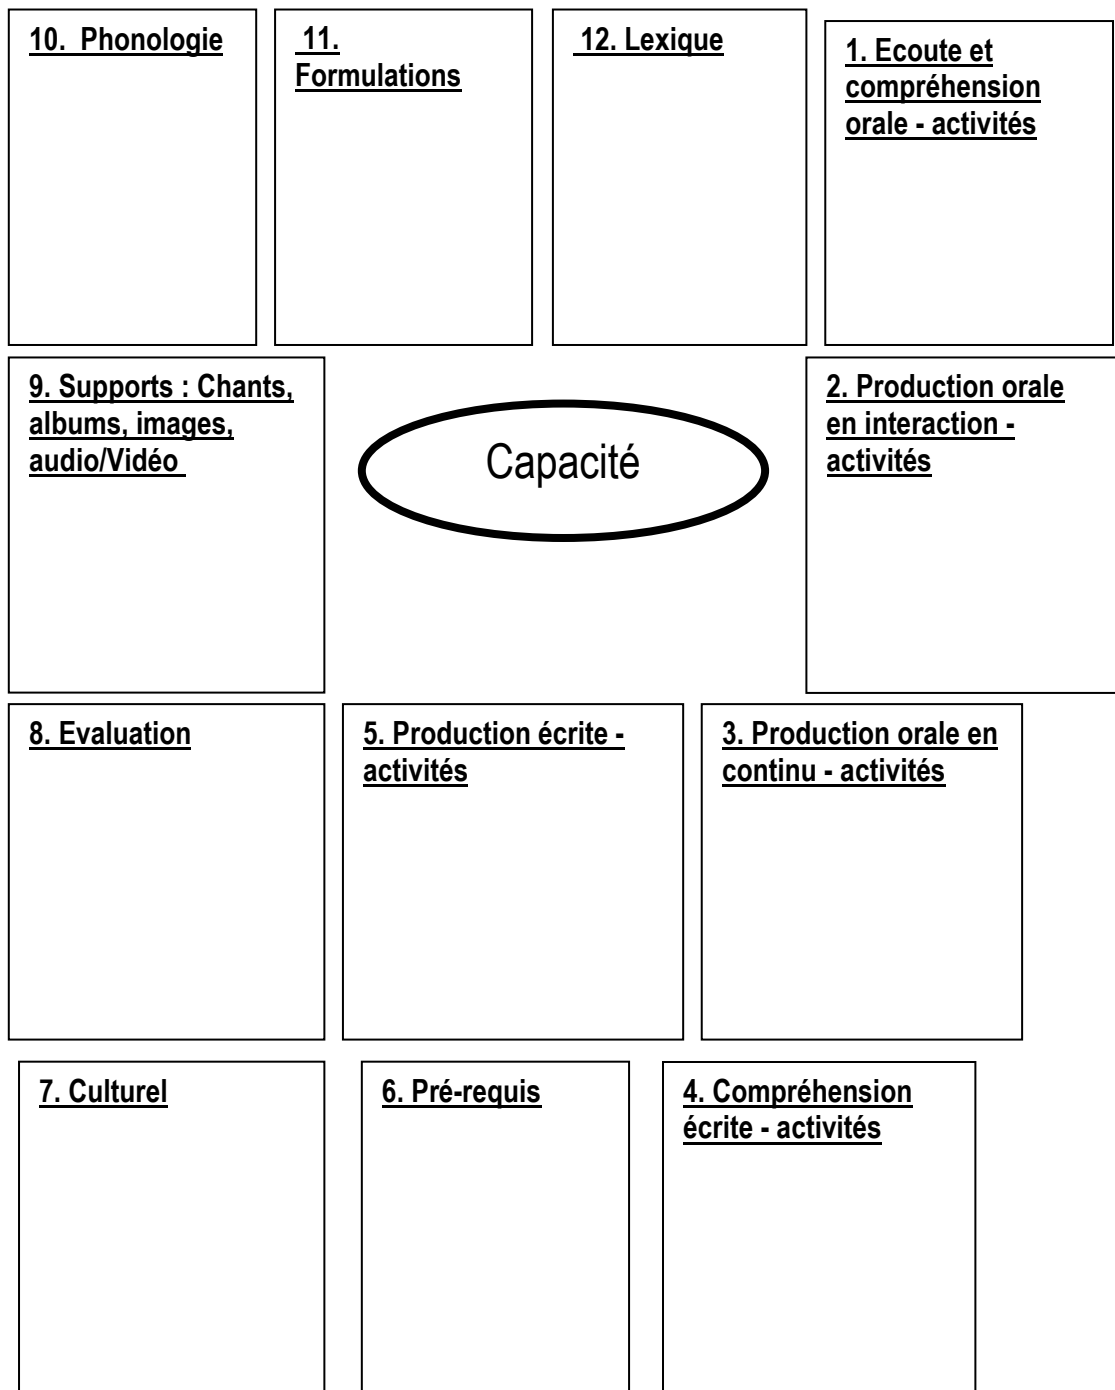 10. Phonologie
11.
Formulations
12. Lexique
1. Ecoute et
compréhension
orale - activités
9. Supports : Chants,
albums, images,
audio/Vidéo
Capacité
2. Production orale
en interaction -
activités
8. Evaluation
5. Production écrite -
activités
3. Production orale en
continu - activités
7. Culturel
6. Pré-requis
4. Compréhension
écrite - activités